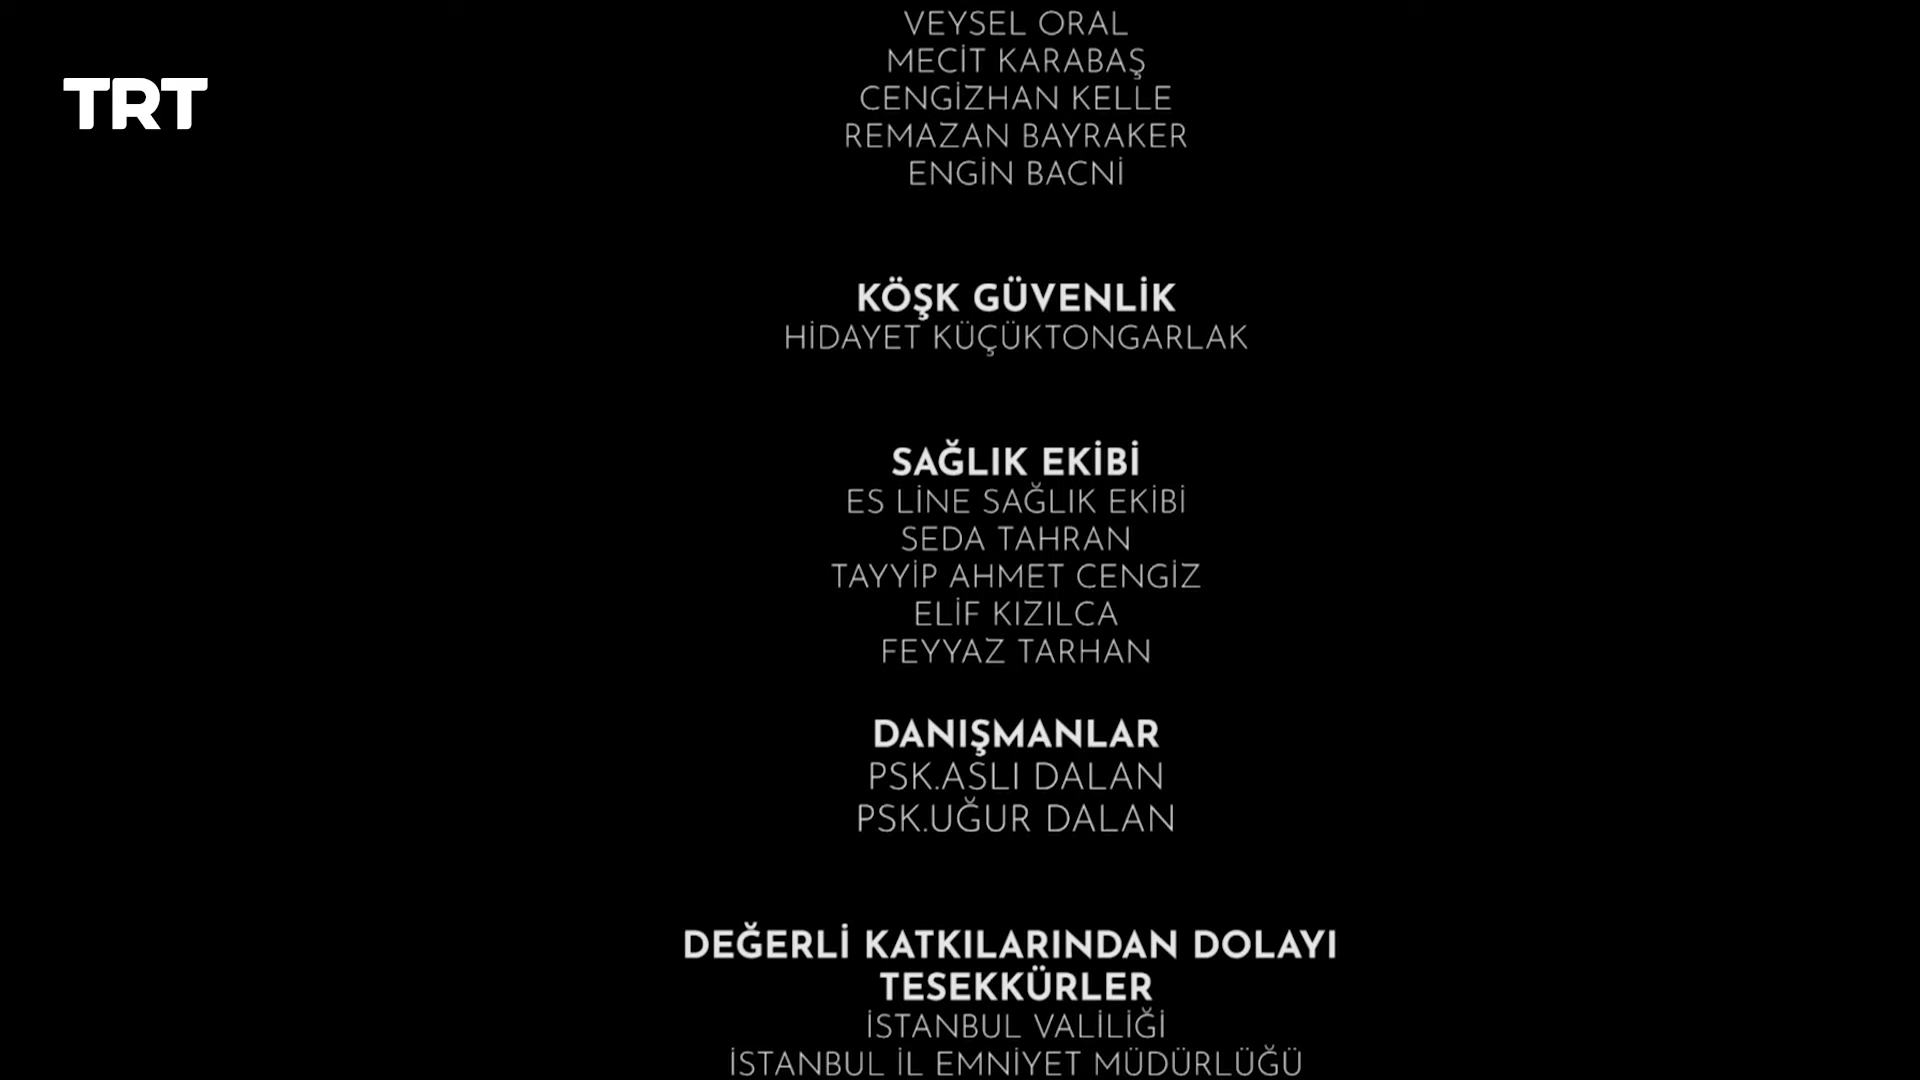 VEYSEL ORAL
MECİT KARABAŞ
TRT
CENGİZHAN KELLE
REMAZAN BAYRAKER
ENGİN BACNİ
KÖŞK GÜVENLİK
HİDAYET KÜÇÜKTONGARLAK
SAĞLIK EKİBİ
ES LİNE SAĞLIK EKİBİ
SEDA TAHRAN
TAYYİP AHMET CENGİZ
ELİF KIZILCA
FEYYAZ TARHAN
DANIŞMANLAR
PSK.ASLI DALAN
PSK.UĞUR DALAN
DEĞERLİ KATKILARINDAN DOLAYI
TESEKKÜRLER
İSTANBUL VALİLİĞİ
İSTANBUL İL EMNİYET MÜDÜRLÜĞÜ